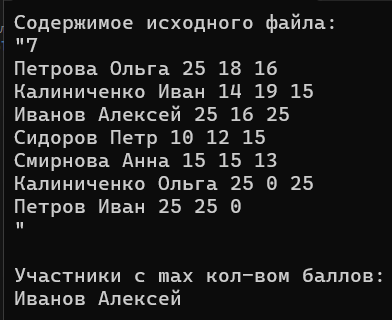 Содержимое исходного файла:
"7
Петрова Ольга 25 18 16
Калиниченко Иван 14 19 15
Иванов Алексей 25 16 25
Сидоров Петр 10 12 15
Смирнова Анна 15 15 13
Калиниченко Ольга 25 0 25
Петров Иван 25 25 0
"
Участники с max кол-вом баллов:
Иванов Алексей